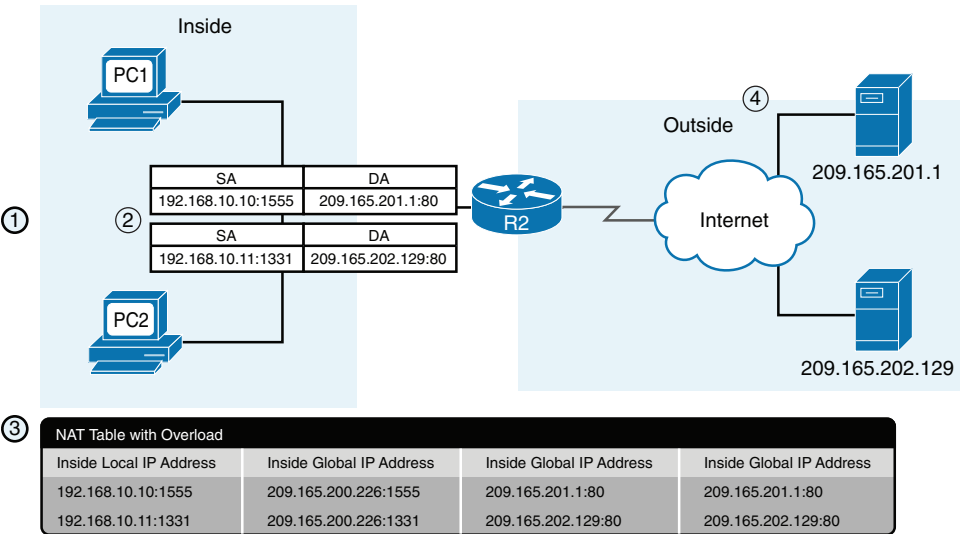 Inside
PC1
4
Outside
209.165.201.1
SA DA
192.168.10.10:1555 209.165.201.1:80
1
2
R2
Internet
SA DA
192.168.10.11:1331 209.165.202.129:80
PC2
209.165.202.129
3
NAT Table with Overload
Inside Local IP Address Inside Global IP Address Inside Global IP Address Inside Global IP Address
192.168.10.10:1555 209.165.200.226:1555 209.165.201.1:80 209.165.201.1:80
192.168.10.11:1331 209.165.200.226:1331 209.165.202.129:80 209.165.202.129:80